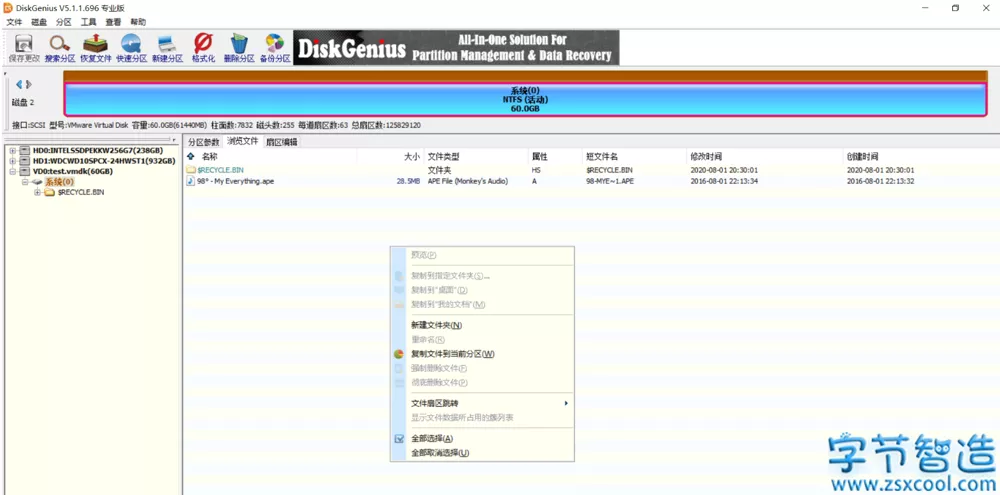 DiskGenius V5.1.1.696 专业版
文件 磁盘 分区 工具 查看 帮助
保存更改 搜索分区 恢复文件 快速分区 新建分区 格式化 删除分区 备份分区
DiskGenius
All-In-One Solution For
Partition Management & Data Recovery
磁盘 2
系统(0)
NTFS (活动)
60.0GB
接口:SCSI 型号:VMware Virtual Disk 容量:60.0GB(61440MB) 柱面数:7832 磁头数:255 每道扇区数:63 总扇区数:125829120
HD0:INTELSSDPEKKW256G7(238GB)
HD1:WDCWD10SPCX-24HWST1(932GB)
VD0:test.vmdk(60GB)
系统(0)
$RECYCLE.BIN
分区参数 浏览文件 扇区编辑
名称 大小 文件类型 属性 短文件名 修改时间 创建时间
$RECYCLE.BIN 文件夹 HS $RECYCLE.BIN 2020-08-01 20:30:01 2020-08-01 20:30:01
98° - My Everything.ape 28.5MB APE File (Monkey's Audio) A 98-MYE~1.APE 2016-08-01 22:13:34 2016-08-01 22:13:32
预览(P)
复制到指定文件夹(S)...
复制到"桌面"(D)
复制到"我的文档"(M)
新建文件夹(N)
重命名(R)
复制文件到当前分区(W)
强制删除文件(F)
彻底删除文件(P)
文件扇区跳转
显示文件数据所占用的簇列表
全部选择(A)
全部取消选择(U)
字节智造
www.zsxcool.com